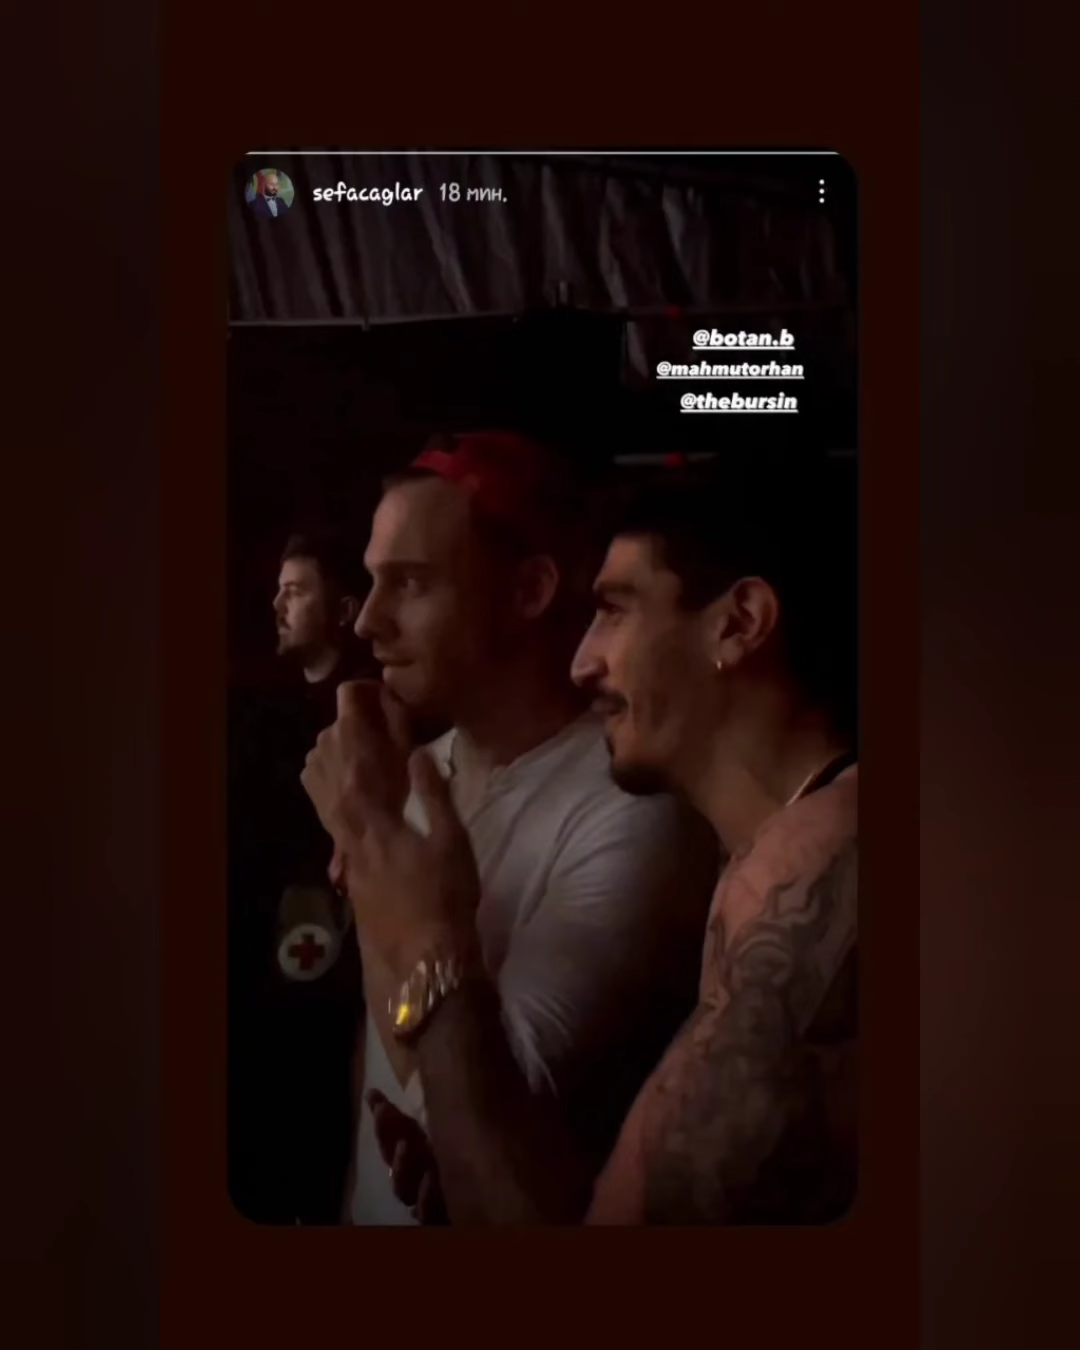 sefacaglar 18 мин.
@botan.b
@mahmutorhan
@thebursin